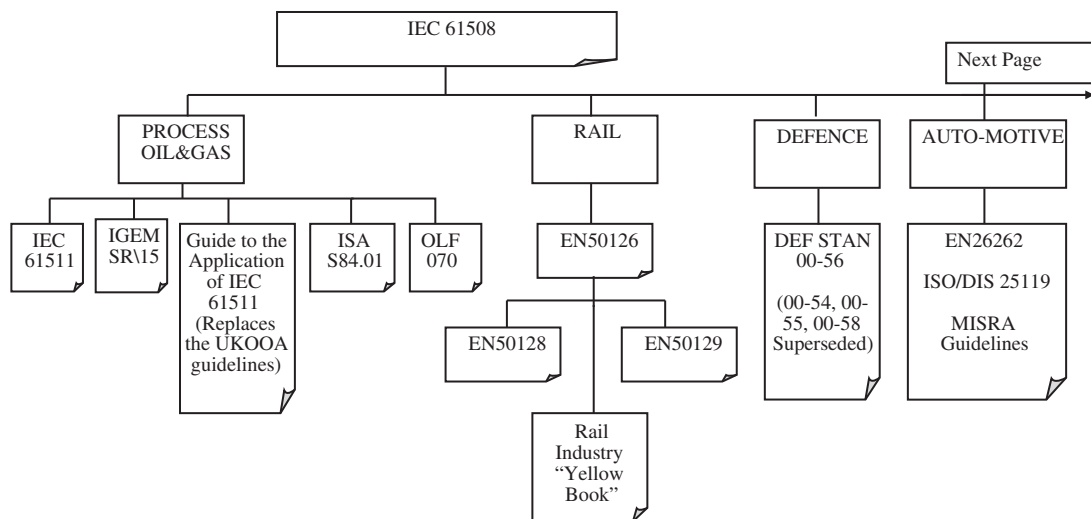 IEC 61508
Next Page
PROCESS
OIL&GAS
RAIL
DEFENCE
AUTO-MOTIVE
IEC
61511
IGEM
SR\15
Guide to the
Application
of IEC
61511
(Replaces
the UKOOA
guidelines)
ISA
S84.01
OLF
070
EN50126
DEF STAN
00-56
(00-54, 00-
55, 00-58
Superseded)
EN26262
ISO/DIS 25119
MISRA
Guidelines
EN50128
EN50129
Rail
Industry
“Yellow
Book”